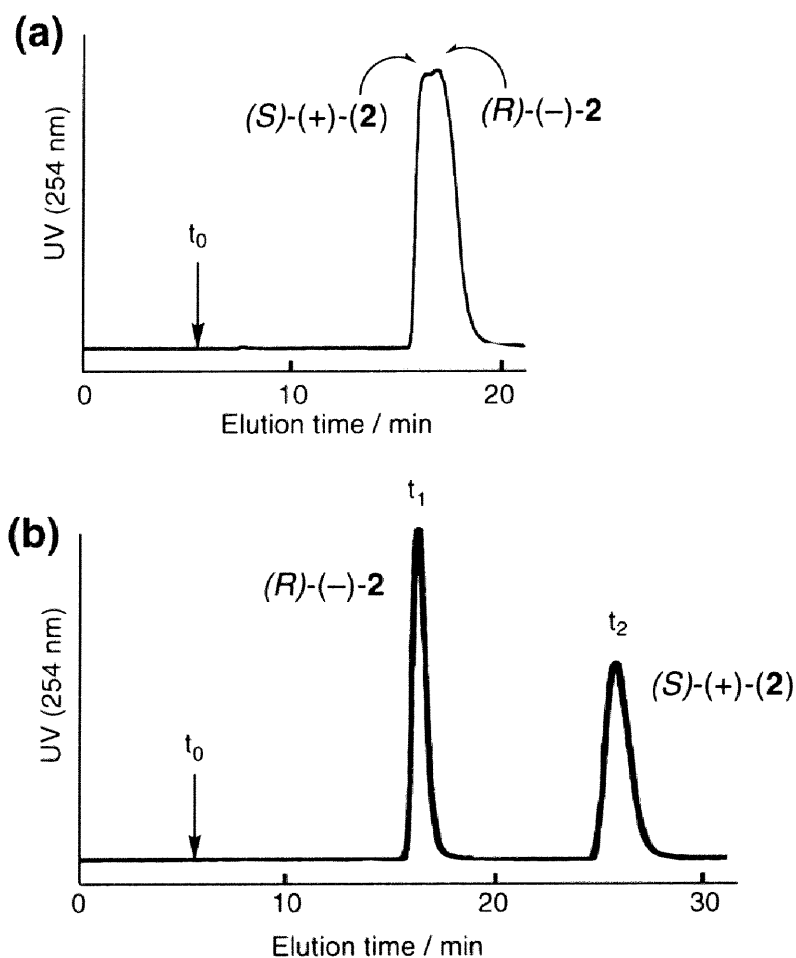 (a)
(S)-(+)-(2)
(R)-(–)-2
UV (254 nm)
t0
0 10 20
Elution time / min
(b)
t1
(R)-(–)-2
t2
(S)-(+)-(2)
UV (254 nm)
t0
0 10 20 30
Elution time / min